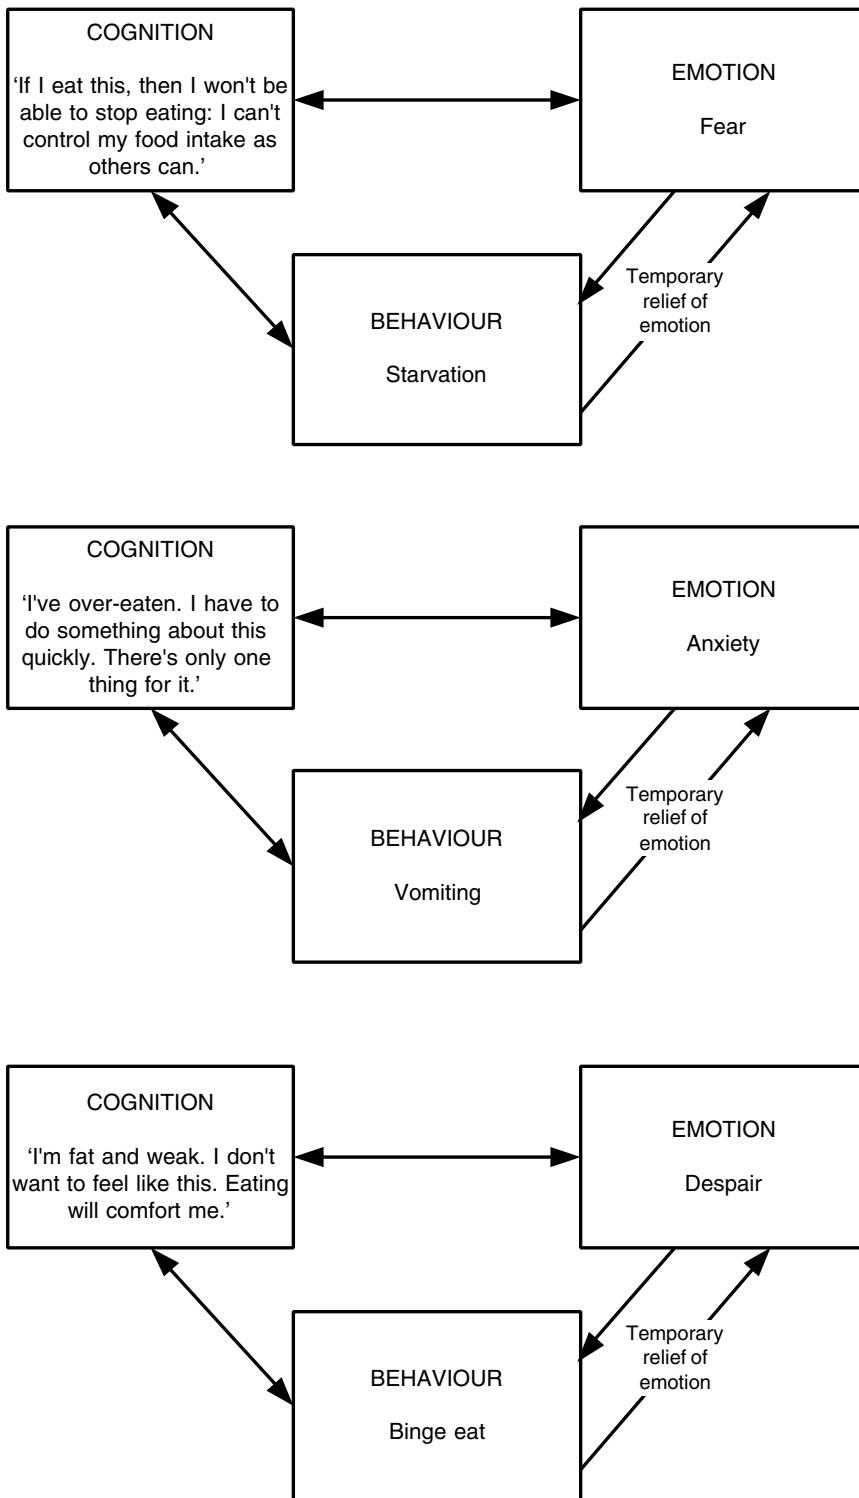 COGNITION
‘If I eat this, then I won't be
able to stop eating: I can't
control my food intake as
others can.’
EMOTION
Fear
Temporary
relief of
emotion
BEHAVIOUR
Starvation
COGNITION
‘I've over-eaten. I have to
do something about this
quickly. There's only one
thing for it.’
EMOTION
Anxiety
Temporary
relief of
emotion
BEHAVIOUR
Vomiting
COGNITION
‘I'm fat and weak. I don't
want to feel like this. Eating
will comfort me.’
EMOTION
Despair
Temporary
relief of
emotion
BEHAVIOUR
Binge eat